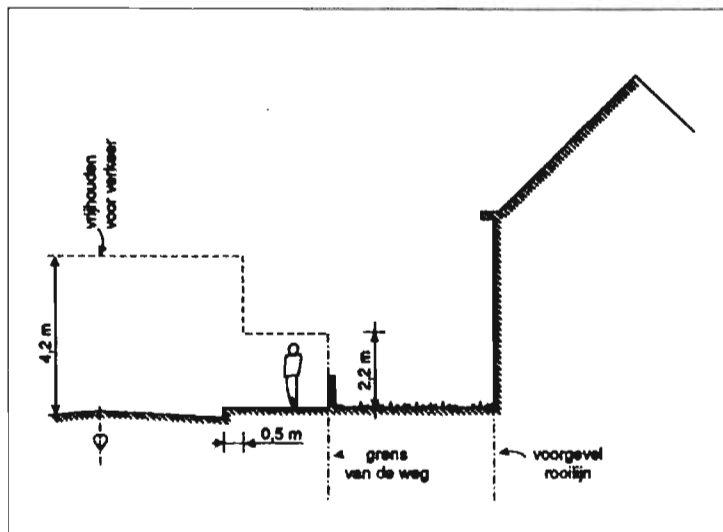 vrijhouden
voor verkeer
4,2 m
2,2 m
0,5 m
grens
van de weg
voorgevel
rooilijn